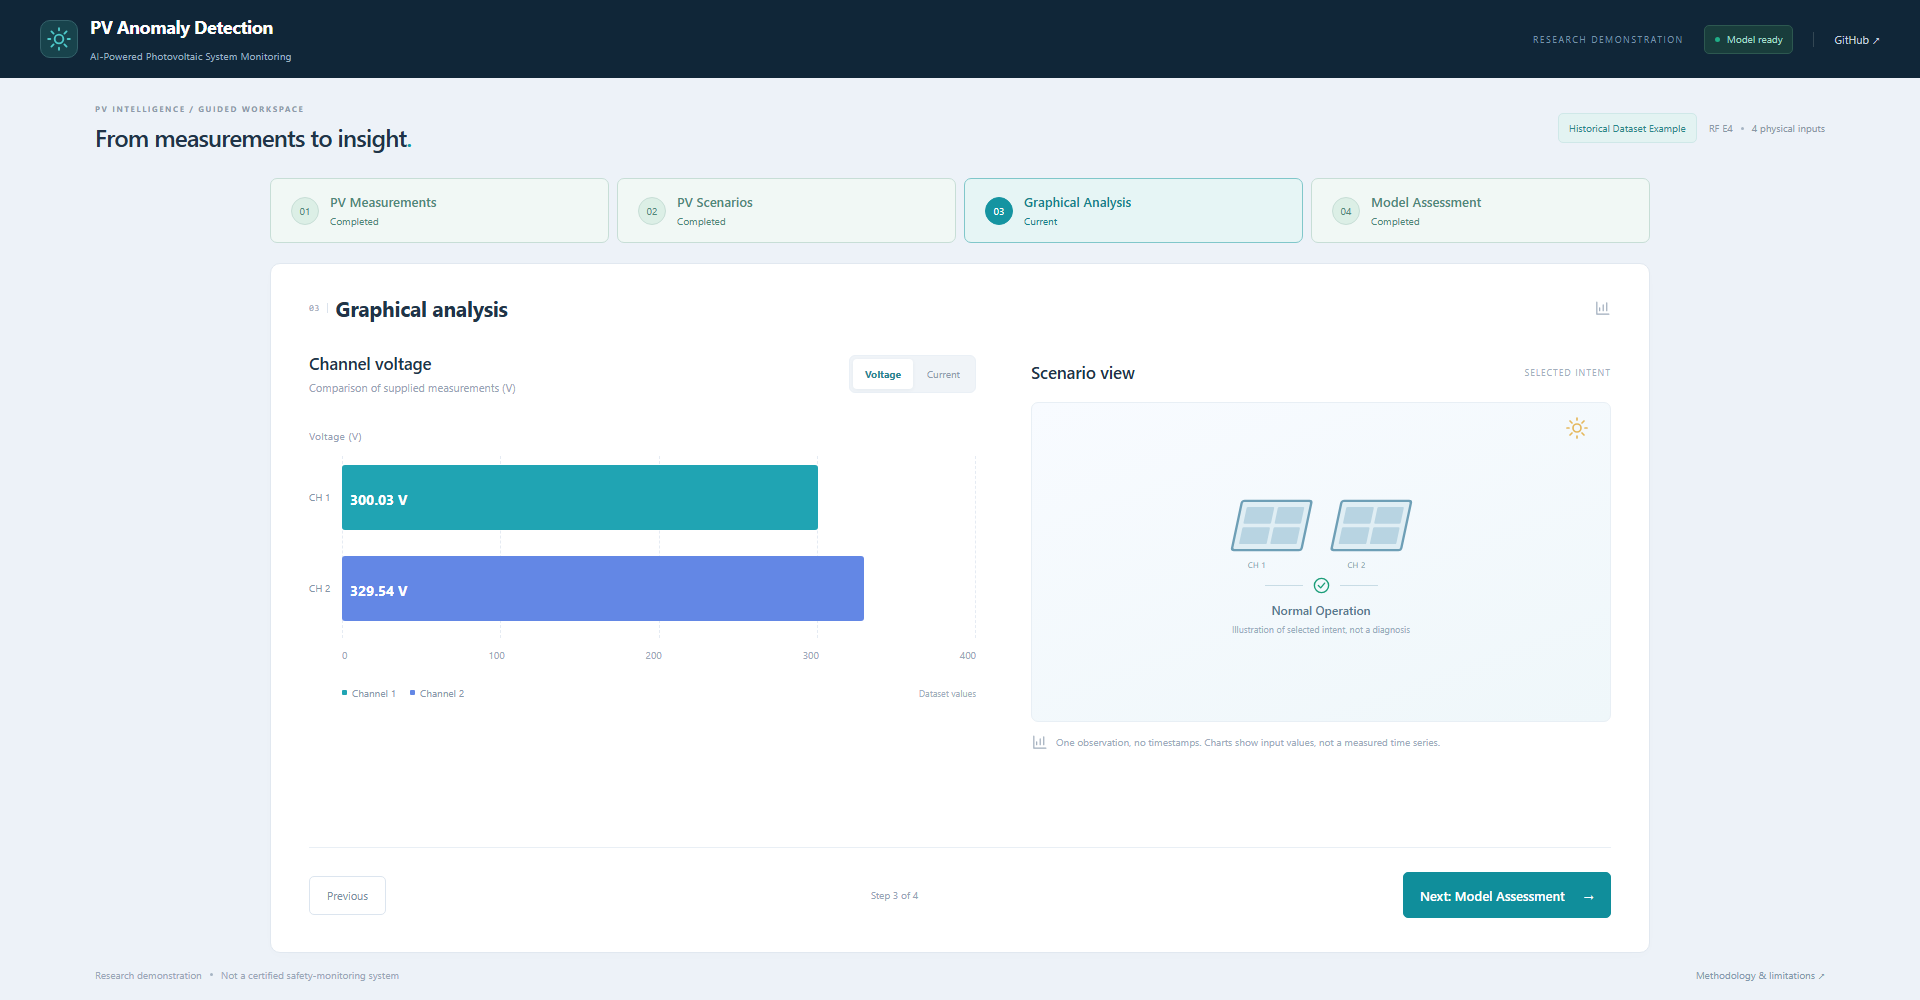 PV Anomaly Detection
AI-Powered Photovoltaic System Monitoring
RESEARCH DEMONSTRATION
Model ready
GitHub ↗
PV INTELLIGENCE / GUIDED WORKSPACE
From measurements to insight.
Historical Dataset Example
RF E4 • 4 physical inputs
01
PV Measurements
Completed
02
PV Scenarios
Completed
03
Graphical Analysis
Current
04
Model Assessment
Completed
03
Graphical analysis
Channel voltage
Comparison of supplied measurements (V)
Voltage
Current
Voltage (V)
CH 1
300.03 V
CH 2
329.54 V
0 100 200 300 400
Channel 1
Channel 2
Dataset values
Scenario view
SELECTED INTENT
CH 1
CH 2
Normal Operation
Illustration of selected intent, not a diagnosis
One observation, no timestamps. Charts show input values, not a measured time series.
Previous
Step 3 of 4
Next: Model Assessment →
Research demonstration • Not a certified safety-monitoring system
Methodology & limitations ↗